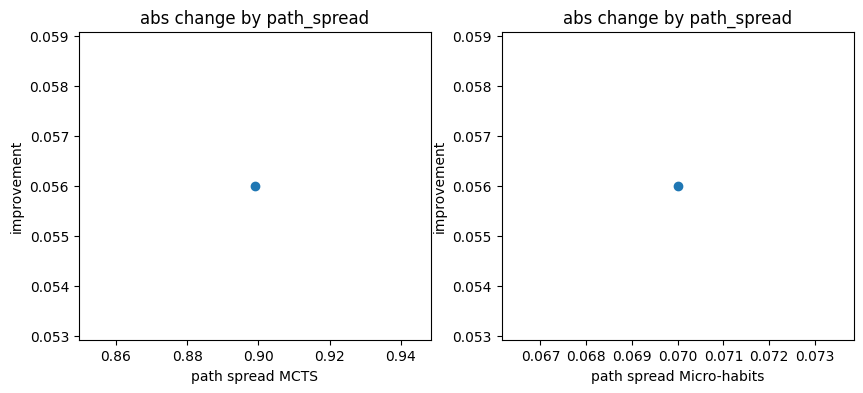 abs change by path_spread
0.059
0.058
0.057
0.056
0.055
0.054
0.053
improvement
0.86 0.88 0.90 0.92 0.94
path spread MCTS
abs change by path_spread
0.059
0.058
0.057
0.056
0.055
0.054
0.053
improvement
0.067 0.068 0.069 0.070 0.071 0.072 0.073
path spread Micro-habits